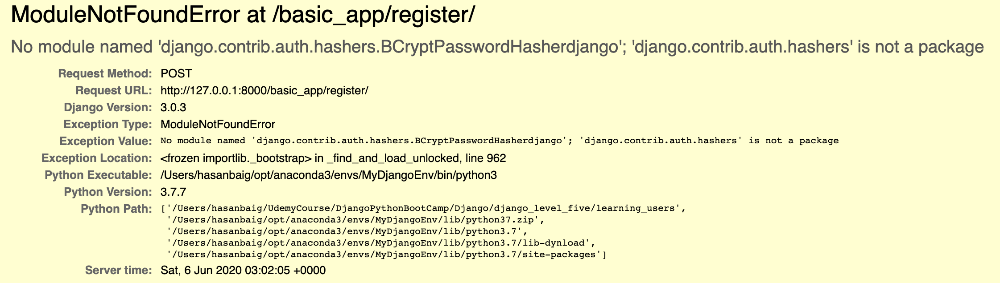 ModuleNotFoundError at /basic_app/register/
No module named 'django.contrib.auth.hashers.BCryptPasswordHasherdjango'; 'django.contrib.auth.hashers' is not a package
Request Method: POST
Request URL: http://127.0.0.1:8000/basic_app/register/
Django Version: 3.0.3
Exception Type: ModuleNotFoundError
Exception Value: No module named 'django.contrib.auth.hashers.BCryptPasswordHasherdjango'; 'django.contrib.auth.hashers' is not a package
Exception Location: <frozen importlib._bootstrap> in _find_and_load_unlocked, line 962
Python Executable: /Users/hasanbaig/opt/anaconda3/envs/MyDjangoEnv/bin/python3
Python Version: 3.7.7
Python Path: ['/Users/hasanbaig/UdemyCourse/DjangoPythonBootCamp/Django/django_level_five/learning_users',
'/Users/hasanbaig/opt/anaconda3/envs/MyDjangoEnv/lib/python37.zip',
'/Users/hasanbaig/opt/anaconda3/envs/MyDjangoEnv/lib/python3.7',
'/Users/hasanbaig/opt/anaconda3/envs/MyDjangoEnv/lib/python3.7/lib-dynload',
'/Users/hasanbaig/opt/anaconda3/envs/MyDjangoEnv/lib/python3.7/site-packages']
Server time: Sat, 6 Jun 2020 03:02:05 +0000